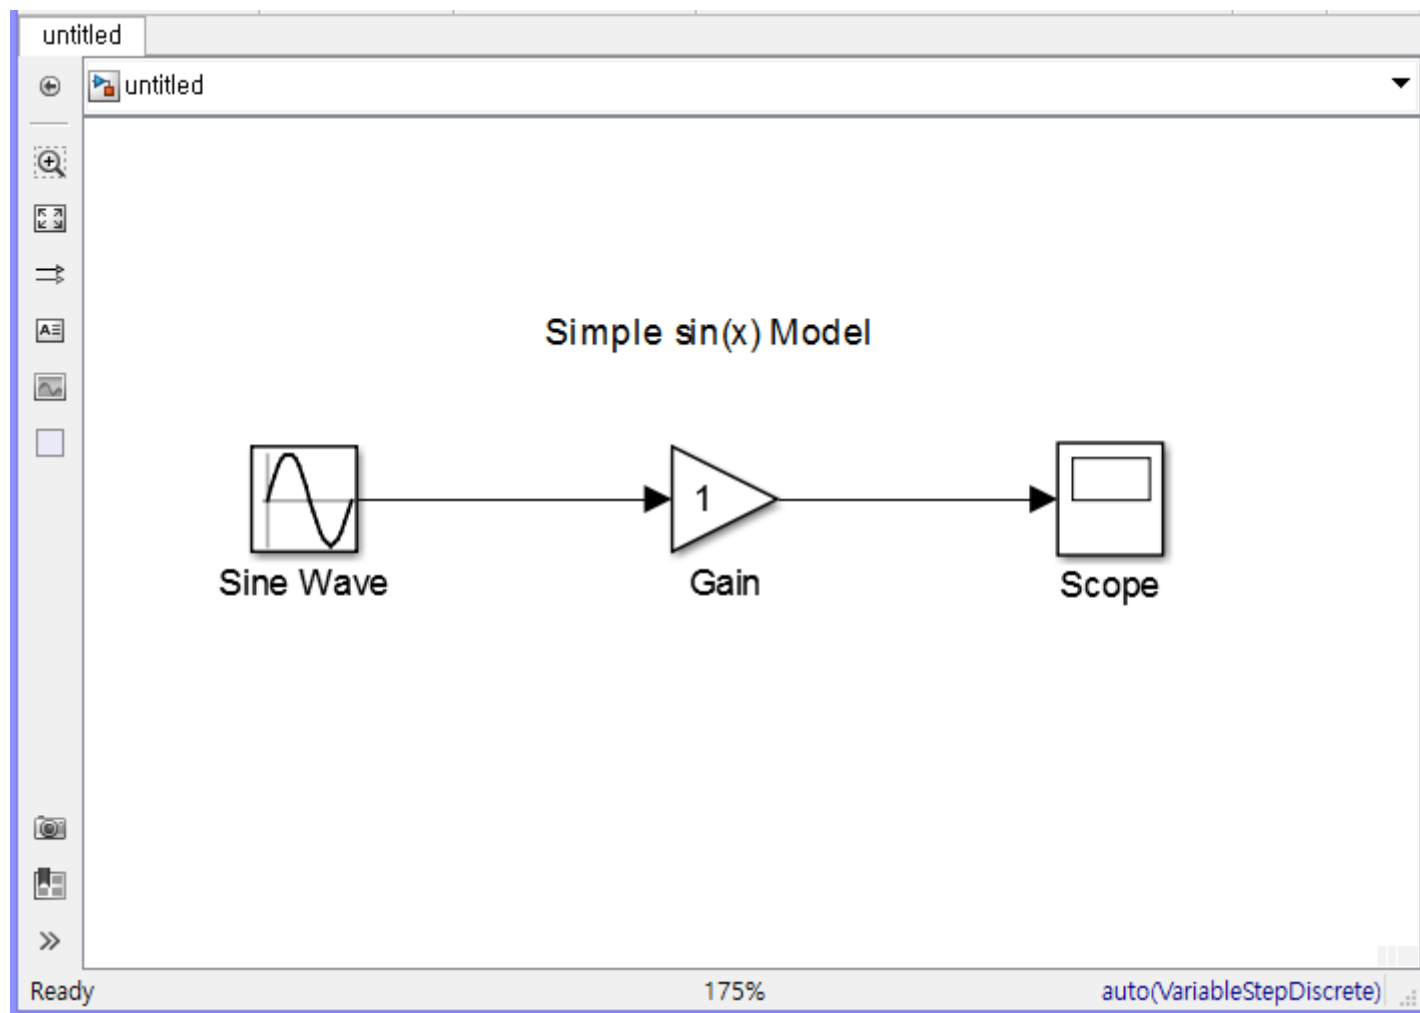 untitled
untitled
Simple sin(x) Model
1
Sine Wave
Gain
Scope
Ready
175%
auto(VariableStepDiscrete)